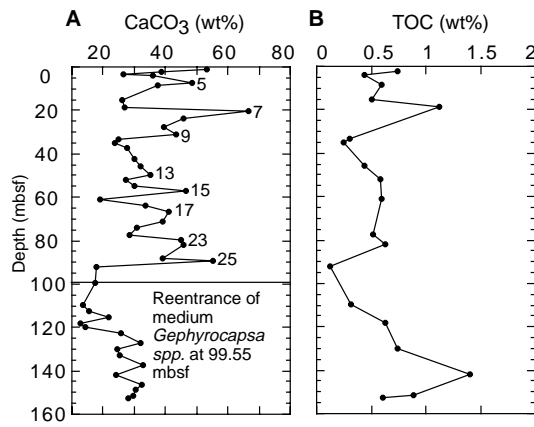 A CaCO3 (wt%) B TOC (wt%)
20 40 60 80 0 0.5 1 1.5 2
Depth (mbsf)
0
20
40
60
80
100
120
140
160
5
7
9
13
15
17
23
25
Reentrance of
medium
Gephyrocapsa
spp. at 99.55
mbsf